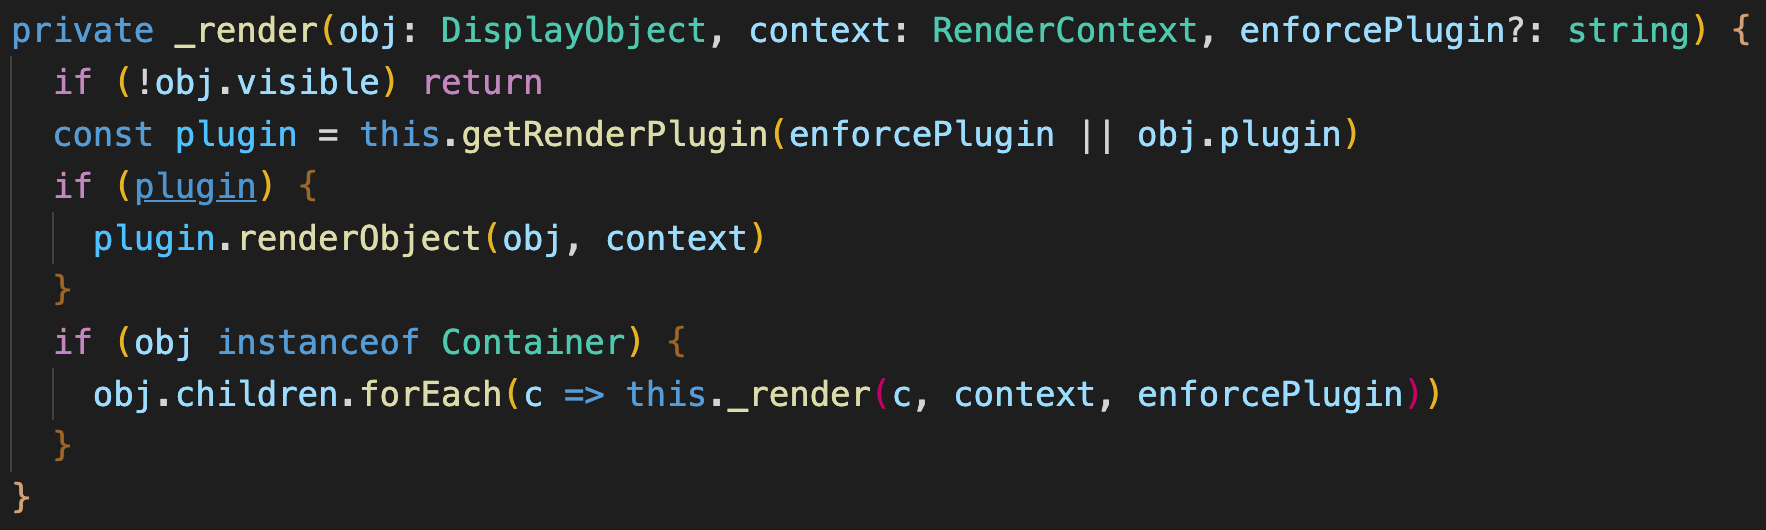 private _render(obj: DisplayObject, context: RenderContext, enforcePlugin?: string) {
  if (!obj.visible) return
  const plugin = this.getRenderPlugin(enforcePlugin || obj.plugin)
  if (plugin) {
    plugin.renderObject(obj, context)
  }
  if (obj instanceof Container) {
    obj.children.forEach(c => this._render(c, context, enforcePlugin))
  }
}